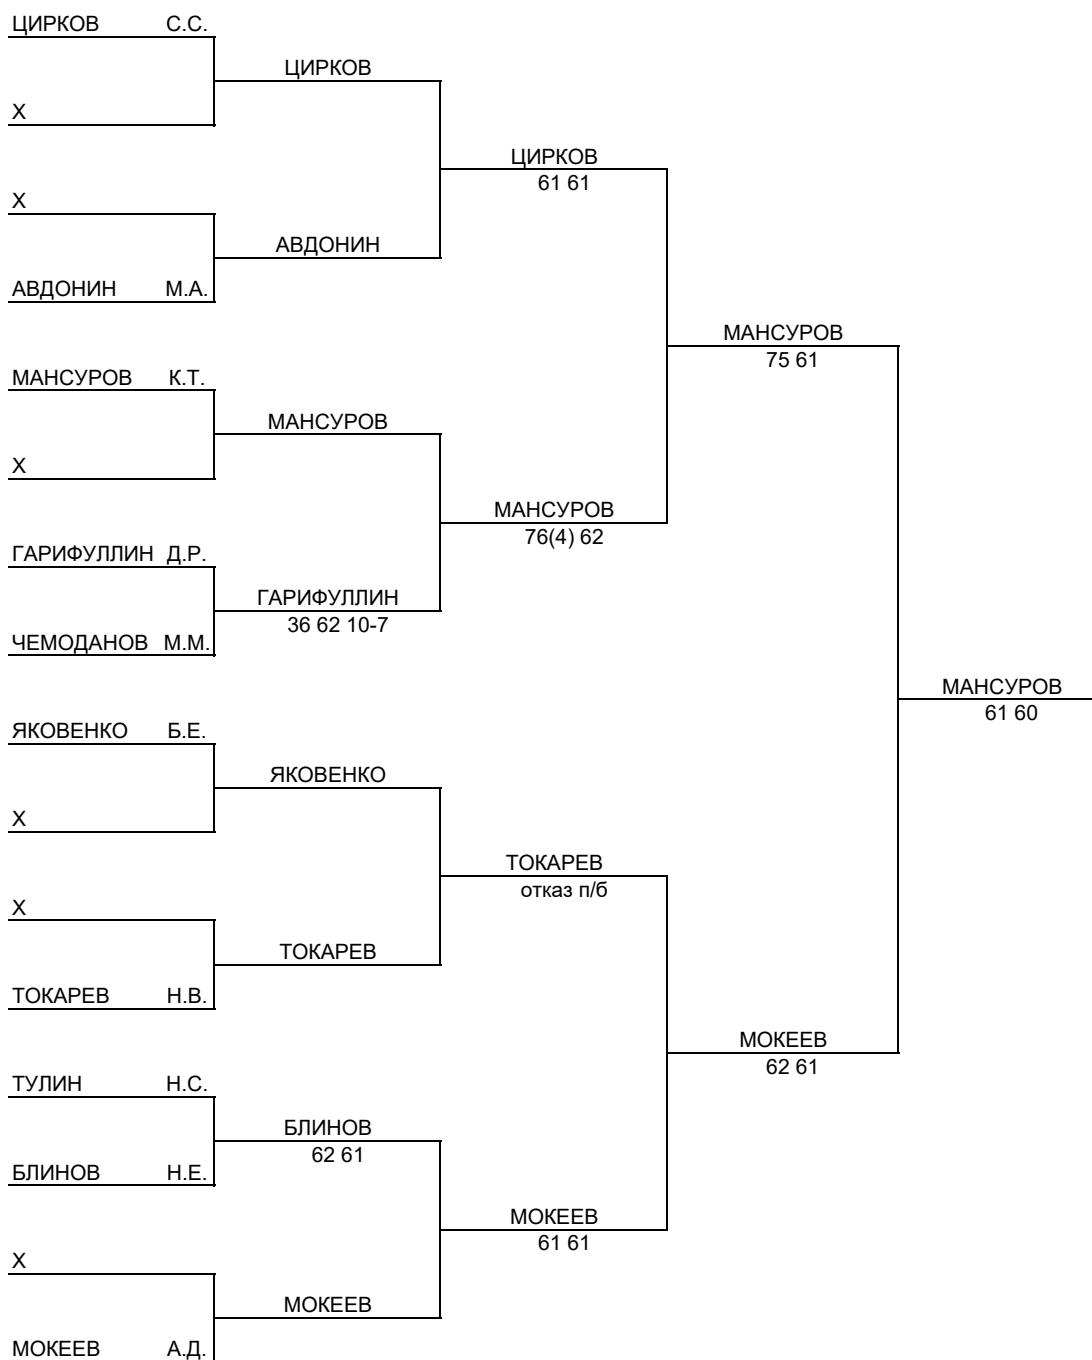 ЦИРКОВ С.С.
ЦИРКОВ
Х
ЦИРКОВ
61 61
Х
АВДОНИН
АВДОНИН М.А.
МАНСУРОВ
75 61
МАНСУРОВ К.Т.
МАНСУРОВ
Х
МАНСУРОВ
76(4) 62
ГАРИФУЛЛИН Д.Р.
ГАРИФУЛЛИН
36 62 10-7
ЧЕМОДАНОВ М.М.
МАНСУРОВ
61 60
ЯКОВЕНКО Б.Е.
ЯКОВЕНКО
Х
ТОКАРЕВ
отказ п/б
Х
ТОКАРЕВ
ТОКАРЕВ Н.В.
МОКЕЕВ
62 61
ТУЛИН Н.С.
БЛИНОВ
62 61
БЛИНОВ Н.Е.
МОКЕЕВ
61 61
Х
МОКЕЕВ
МОКЕЕВ А.Д.